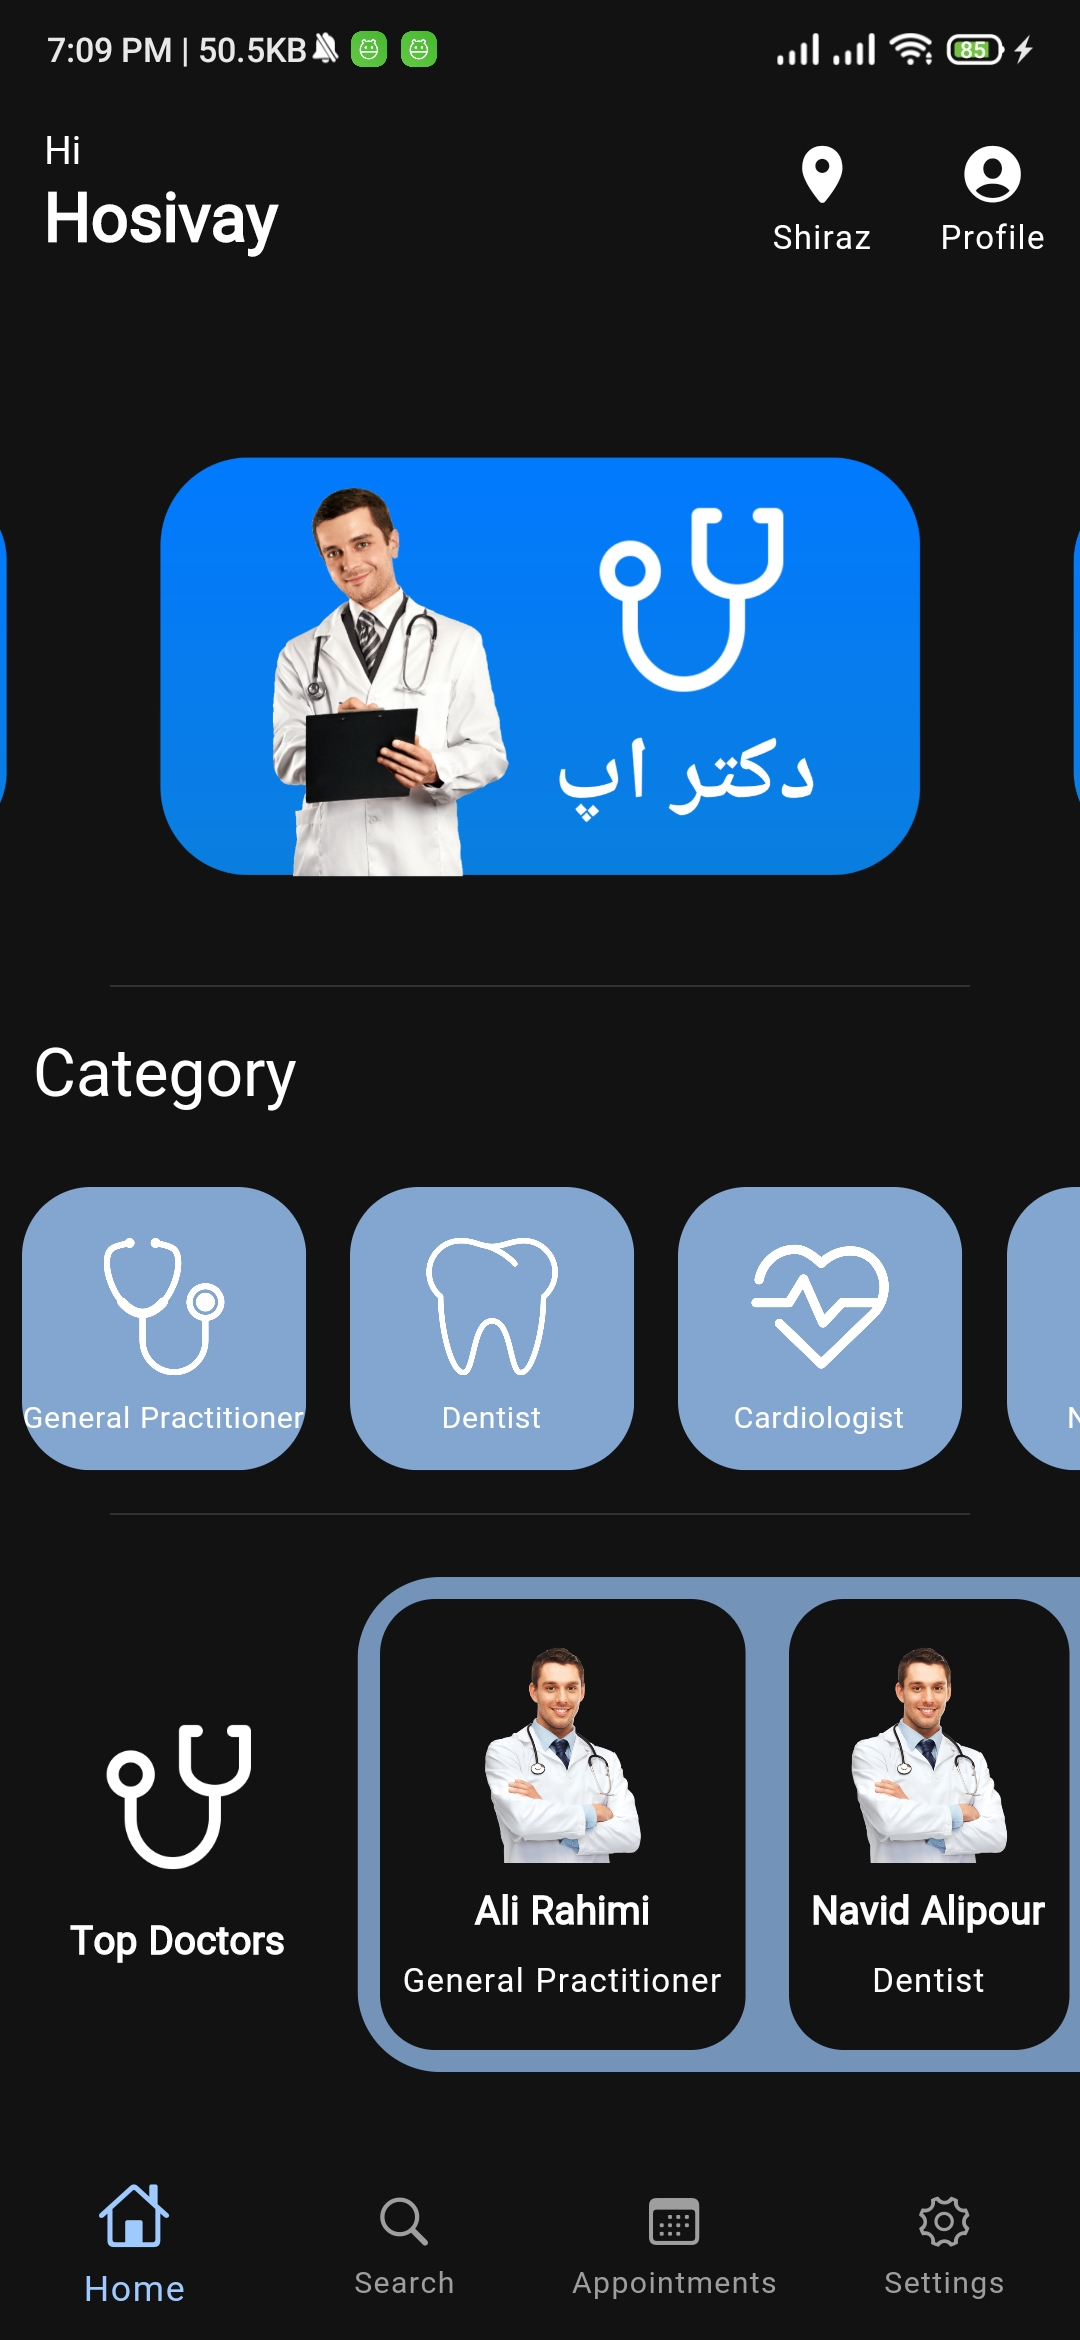 7:09 PM | 50.5KB
85
Hi
Hosivay
Shiraz
Profile
دکتر اپ
Category
General Practitioner
Dentist
Cardiologist
N
Top Doctors
Ali Rahimi
General Practitioner
Navid Alipour
Dentist
Home
Search
Appointments
Settings